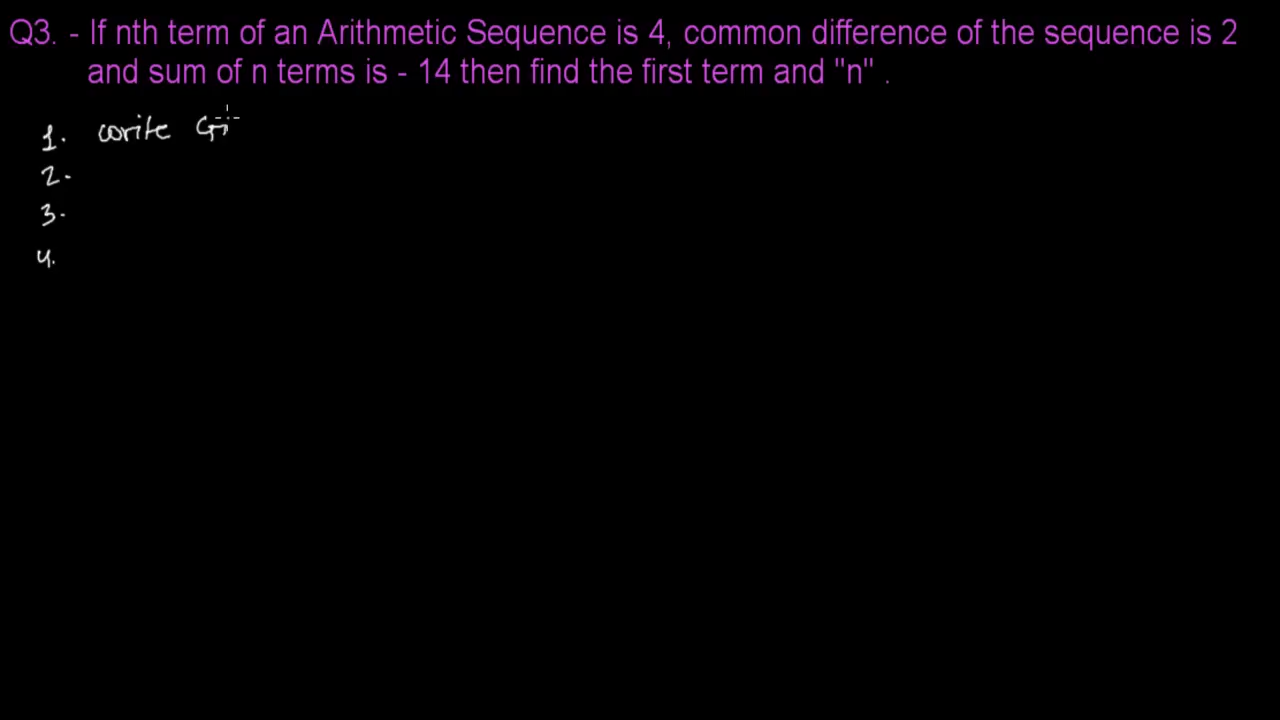 Q3. - If nth term of an Arithmetic Sequence is 4, common difference of the sequence is 2
and sum of n terms is - 14 then find the first term and "n" .
1. write Gi
2.
3.
4.